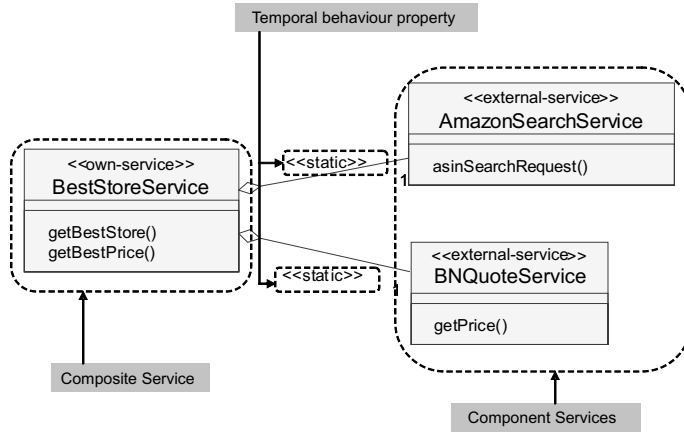 Temporal behaviour property
<<external-service>>
AmazonSearchService
asinSearchRequest()
1
<<static>>
<<own-service>>
BestStoreService
getBestStore()
getBestPrice()
<<external-service>>
BNQuoteService
getPrice()
1
<<static>>
Composite Service
Component Services